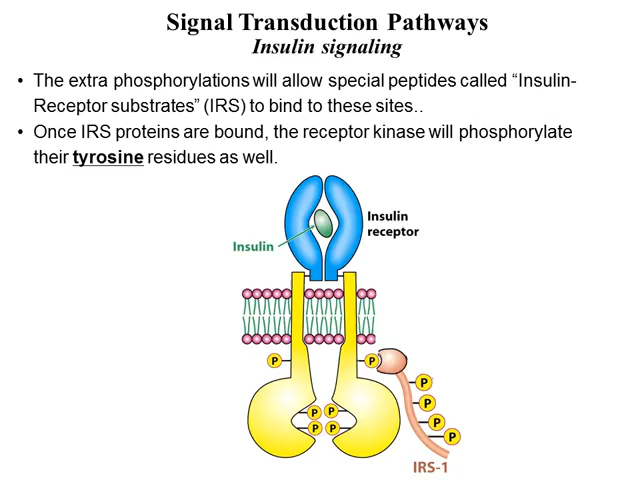 Signal Transduction Pathways
Insulin signaling
• The extra phosphorylations will allow special peptides called “Insulin-
Receptor substrates” (IRS) to bind to these sites..
• Once IRS proteins are bound, the receptor kinase will phosphorylate
their tyrosine residues as well.
Insulin
receptor
Insulin
P
P
P
P
P
P
P
P
P
P
IRS-1